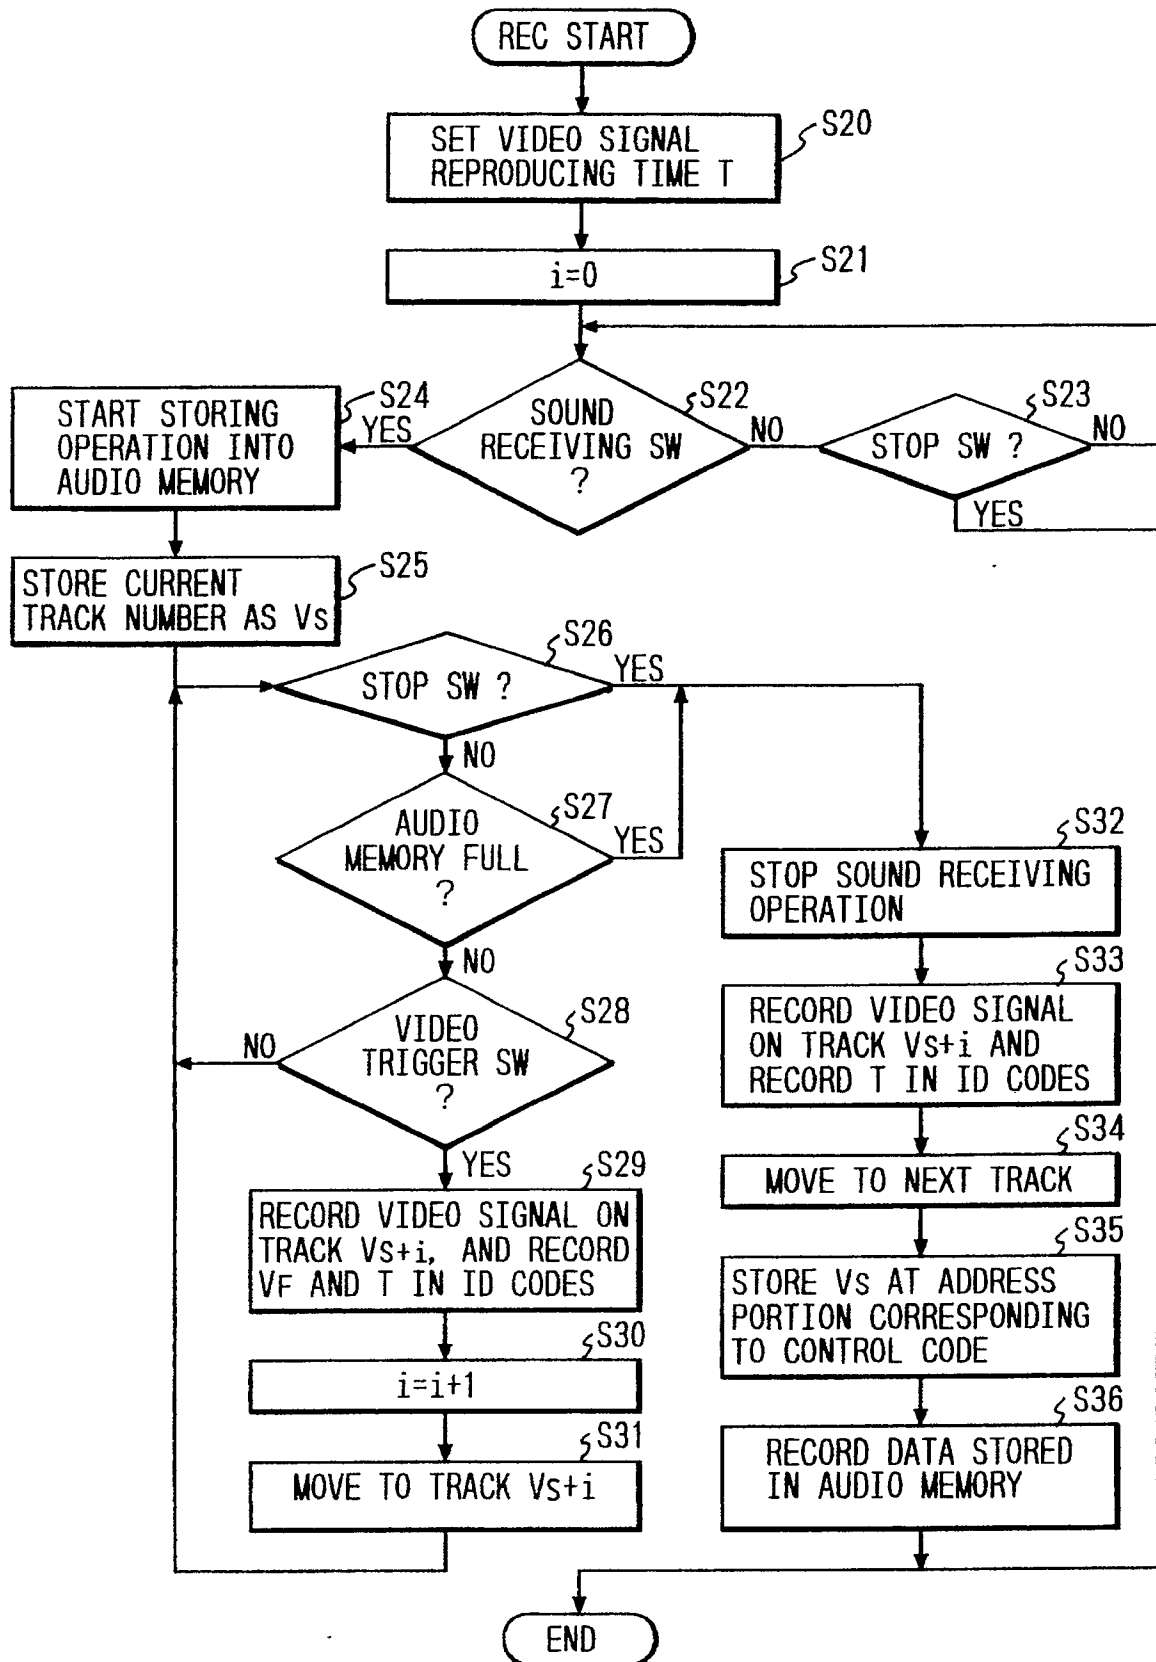 REC START
SET VIDEO SIGNAL
REPRODUCING TIME T
S20
i=0
S21
SOUND
RECEIVING SW
?
S22
YES
NO
STOP SW ?
S23
NO
YES
START STORING
OPERATION INTO
AUDIO MEMORY
S24
STORE CURRENT
TRACK NUMBER AS Vs
S25
STOP SW ?
S26
YES
NO
AUDIO
MEMORY FULL
?
S27
YES
NO
VIDEO
TRIGGER SW
?
S28
NO
YES
RECORD VIDEO SIGNAL ON
TRACK Vs+i, AND RECORD
VF AND T IN ID CODES
S29
i=i+1
S30
MOVE TO TRACK Vs+i
S31
STOP SOUND RECEIVING
OPERATION
S32
RECORD VIDEO SIGNAL
ON TRACK Vs+i AND
RECORD T IN ID CODES
S33
MOVE TO NEXT TRACK
S34
STORE Vs AT ADDRESS
PORTION CORRESPONDING
TO CONTROL CODE
S35
RECORD DATA STORED
IN AUDIO MEMORY
S36
END